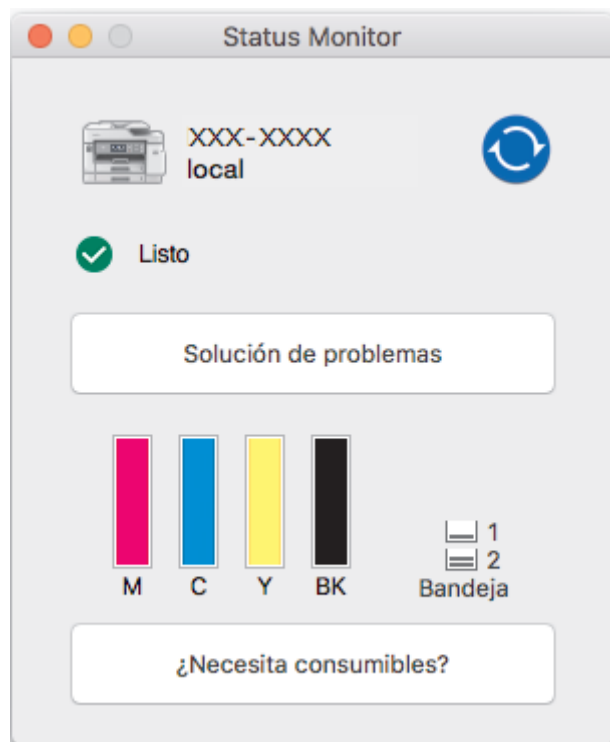 Status Monitor
XXX-XXXX
local
Listo
Solución de problemas
M C Y BK
1
2
Bandeja
¿Necesita consumibles?